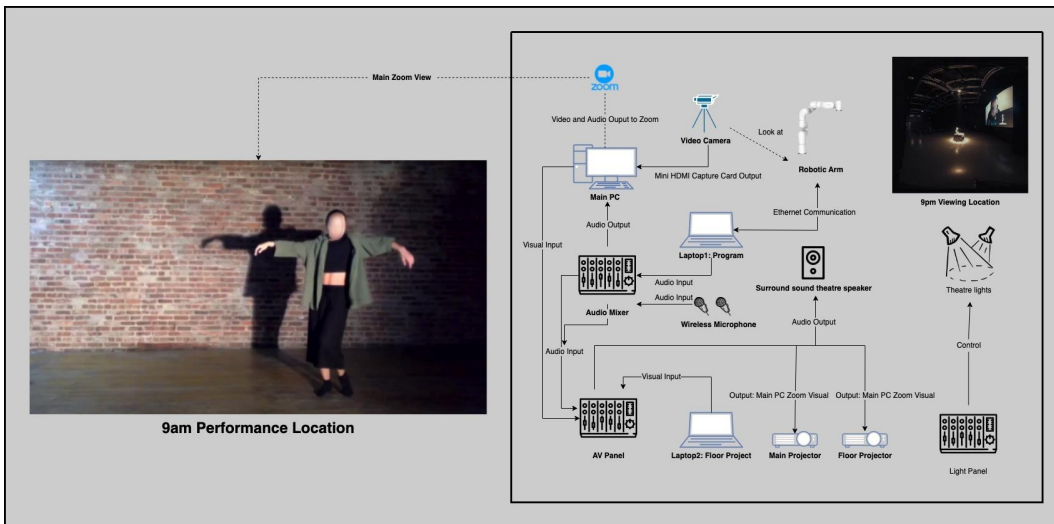 Main Zoom View
zoom
Video and Audio Ouput to Zoom
Video Camera
Look at
Robotic Arm
9pm Viewing Location
Mini HDMI Capture Card Output
Main PC
Ethernet Communication
Audio Output
Visual Input
Laptop1: Program
Audio Input
Surround sound theatre speaker
Theatre lights
Audio Input
Audio Mixer
Wireless Microphone
Audio Output
Audio Input
Control
Visual Input
Output: Main PC Zoom Visual
Output: Main PC Zoom Visual
9am Performance Location
AV Panel
Laptop2: Floor Project
Main Projector
Floor Projector
Light Panel